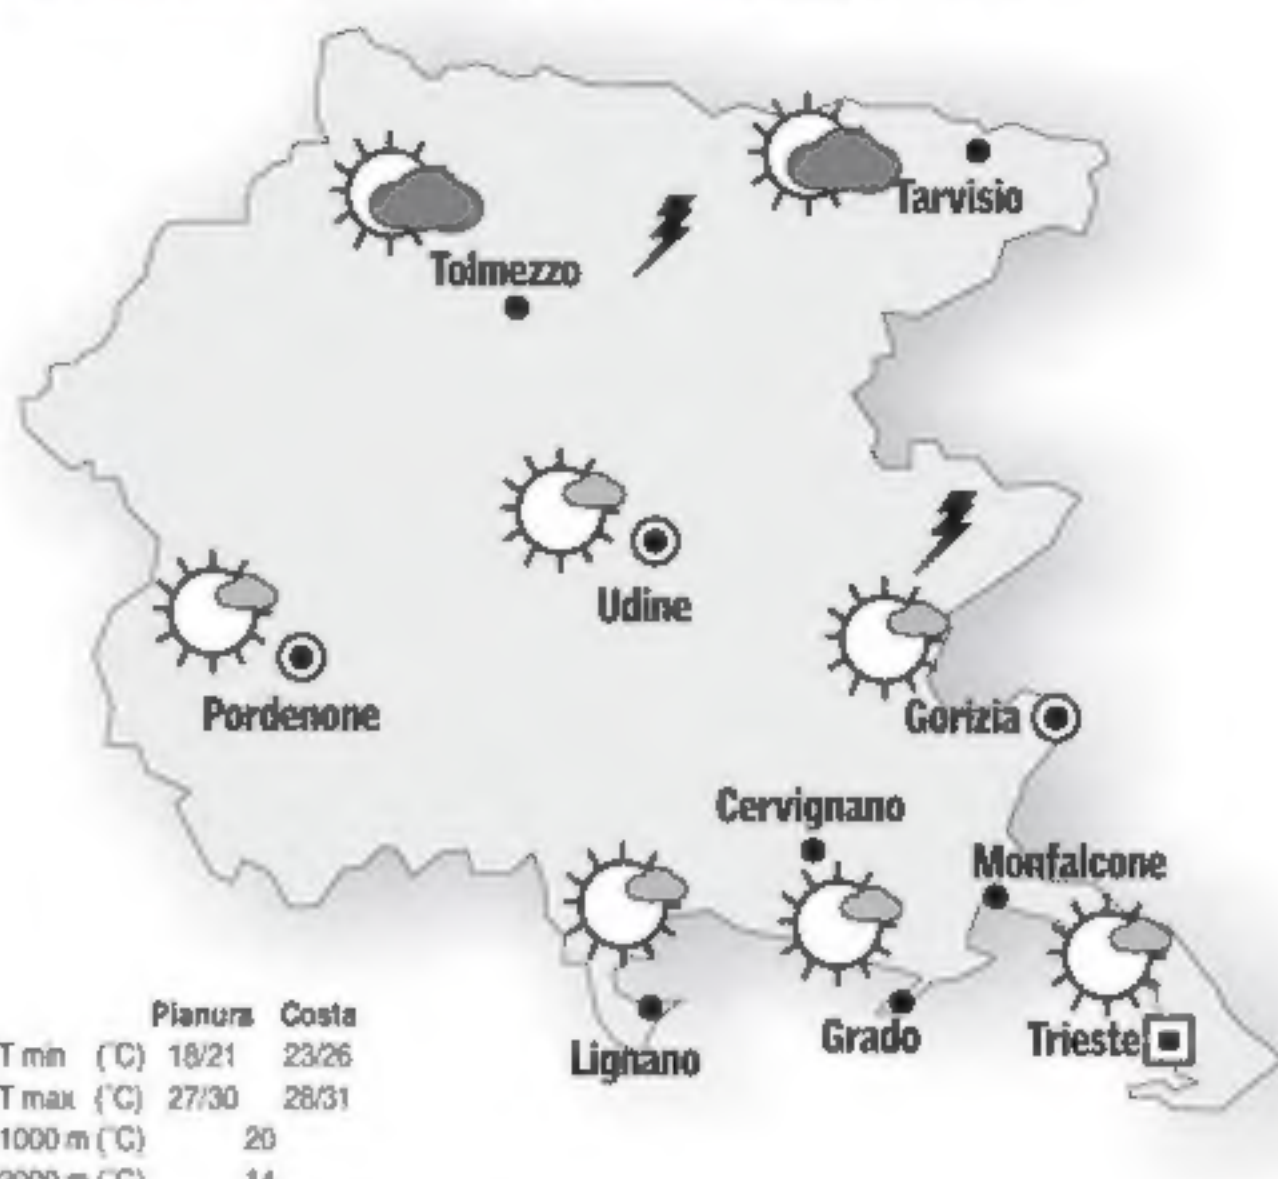 Tarvisio
Tolmezzo
Udine
Pordenone
Gorizia
Cervignano
Monfalcone
Grado
Trieste
Lignano
Pianura Costa
T min (°C) 18/21 23/26
T max (°C) 27/30 28/31
1000 m (°C) 20